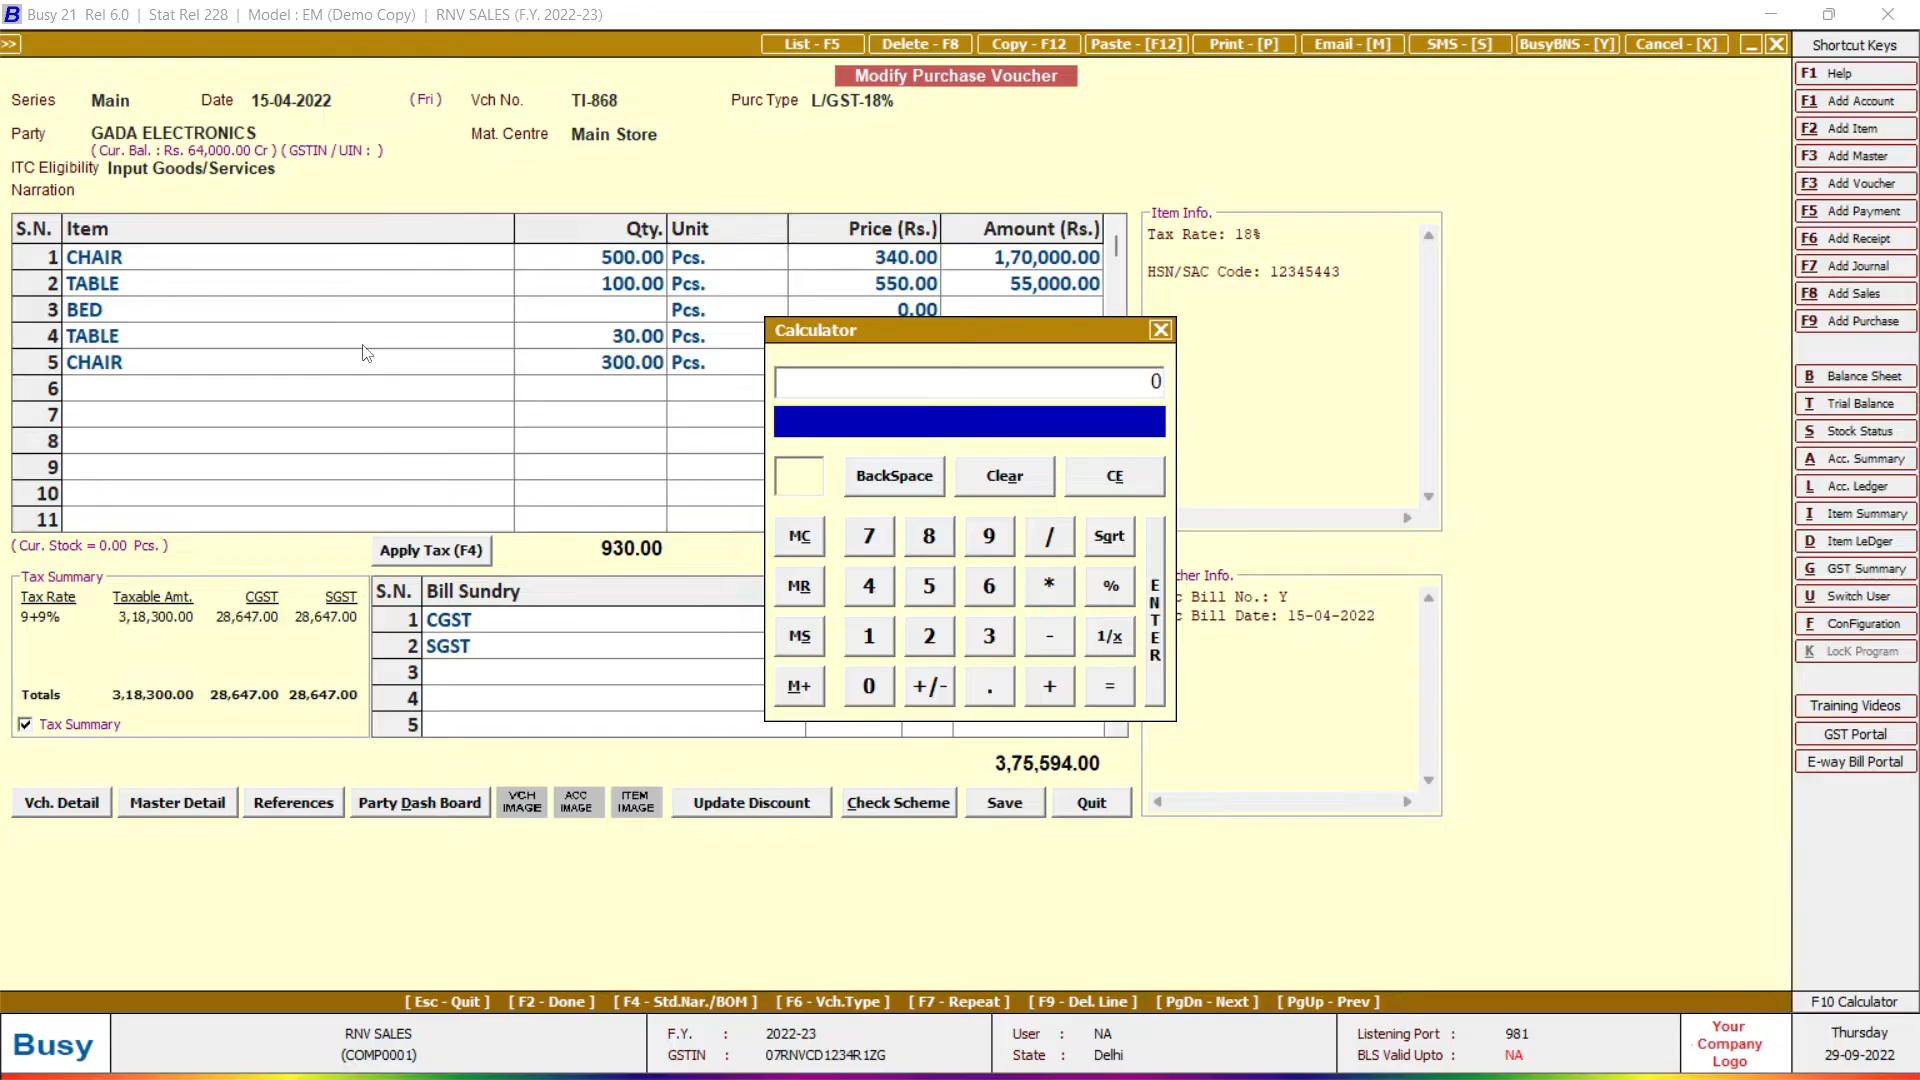 Busy 21 Rel 6.0 | Stat Rel 228 | Model : EM (Demo Copy) | RNV SALES (F.Y. 2022-23)
>> List - F5 Delete - F8 Copy - F12 Paste - [F12] Print - [P] Email - [M] SMS - [S] BusyBNS - [Y] Cancel - [X]
Modify Purchase Voucher
Series Main Date 15-04-2022 (Fri) Vch No. TI-868 Purc Type L/GST-18%
Party GADA ELECTRONICS Mat. Centre Main Store
( Cur. Bal. : Rs. 64,000.00 Cr ) ( GSTIN / UIN : )
ITC Eligibility Input Goods/Services
Narration
S.N. Item Qty. Unit Price (Rs.) Amount (Rs.)
1 CHAIR 500.00 Pcs. 340.00 1,70,000.00
2 TABLE 100.00 Pcs. 550.00 55,000.00
3 BED Pcs. 0.00
4 TABLE 30.00 Pcs.
5 CHAIR 300.00 Pcs.
6
7
8
9
10
11
( Cur. Stock = 0.00 Pcs. ) Apply Tax (F4) 930.00
Item Info.
Tax Rate: 18%
HSN/SAC Code: 12345443
Calculator
0
BackSpace Clear CE
MC 7 8 9 / Sqrt
MR 4 5 6 * %
MS 1 2 3 - 1/x
M+ 0 +/- . + =
ENTER
Tax Summary
Tax Rate Taxable Amt. CGST SGST
9+9% 3,18,300.00 28,647.00 28,647.00
Totals 3,18,300.00 28,647.00 28,647.00
Tax Summary
S.N. Bill Sundry
1 CGST
2 SGST
3
4
5
cher Info.
c Bill No.: Y
c Bill Date: 15-04-2022
3,75,594.00
Vch. Detail Master Detail References Party Dash Board VCH IMAGE ACC IMAGE ITEM IMAGE Update Discount Check Scheme Save Quit
Shortcut Keys
F1 Help
F1 Add Account
F2 Add Item
F3 Add Master
F3 Add Voucher
F5 Add Payment
F6 Add Receipt
F7 Add Journal
F8 Add Sales
F9 Add Purchase
B Balance Sheet
T Trial Balance
S Stock Status
A Acc. Summary
L Acc. Ledger
I Item Summary
D Item LeDger
G GST Summary
U Switch User
F ConFiguration
K LocK Program
Training Videos
GST Portal
E-way Bill Portal
[ Esc - Quit ] [ F2 - Done ] [ F4 - Std.Nar./BOM ] [ F6 - Vch.Type ] [ F7 - Repeat ] [ F9 - Del. Line ] [ PgDn - Next ] [ PgUp - Prev ] F10 Calculator
Busy
RNV SALES
(COMP0001)
F.Y. : 2022-23
GSTIN : 07RNVCD1234R1ZG
User : NA
State : Delhi
Listening Port : 981
BLS Valid Upto : NA
Your
Company
Logo
Thursday
29-09-2022